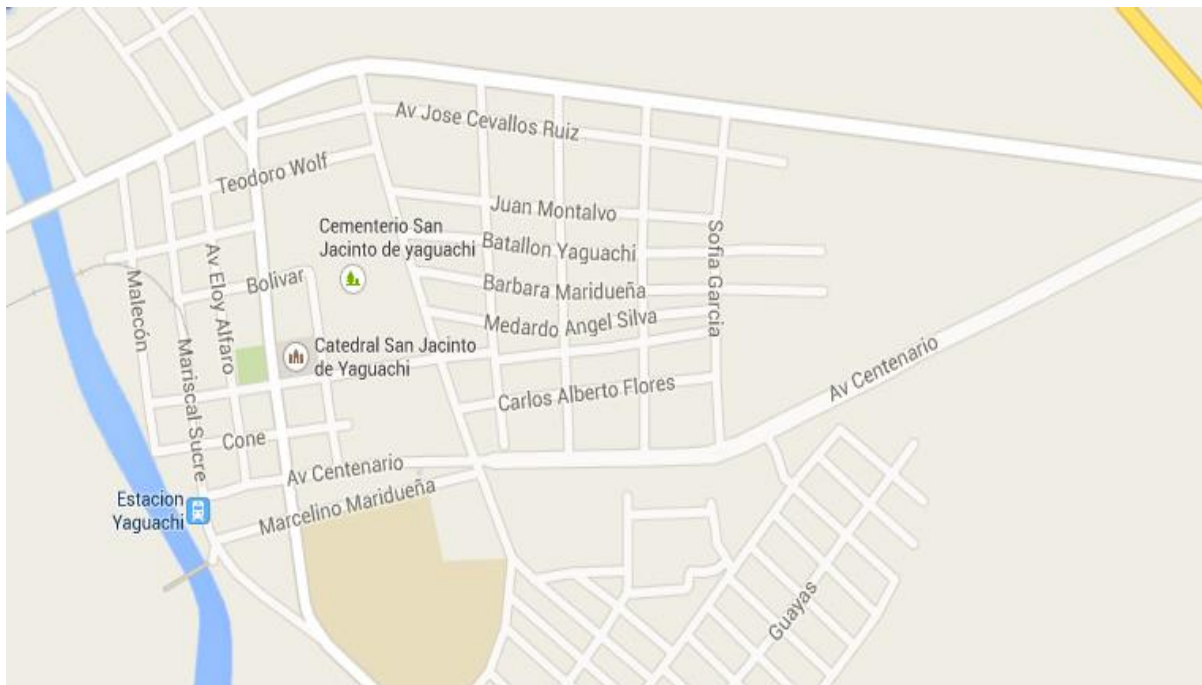 Av Jose Cevallos Ruiz
Teodoro Wolf
Juan Montalvo
Cementerio San
Jacinto de yaguachi
Batallon Yaguachi
Sofia Garcia
Av Eloy Alfaro
Bolivar
Barbara Maridueña
Malecón
Medardo Angel Silva
Mariscal Sucre
Catedral San Jacinto
de Yaguachi
Av Centenario
Carlos Alberto Flores
Cone
Av Centenario
Estacion
Yaguachi
Marcelino Maridueña
Guayas